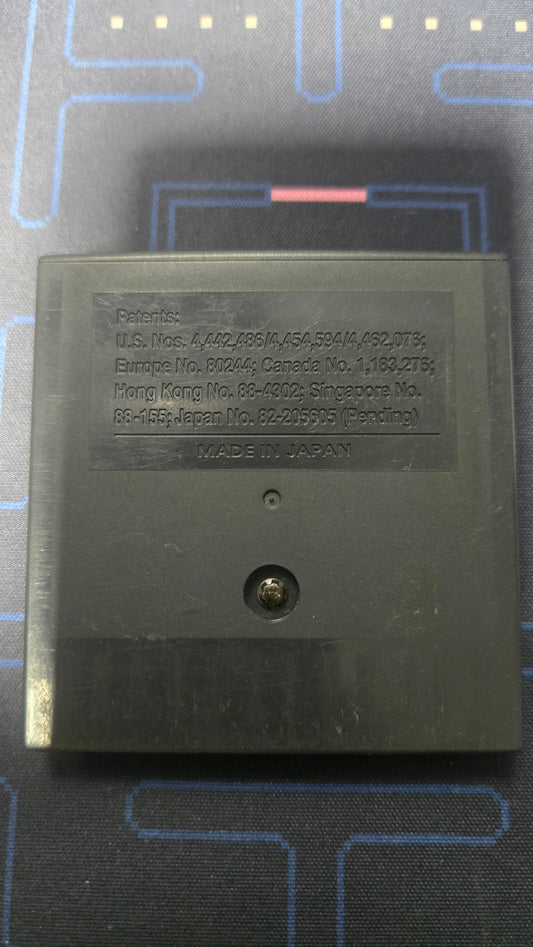 Patents:
U.S. Nos. 4,442,486/4,454,594/4,462,076;
Europe No. 80244; Canada No. 1,183,276;
Hong Kong No. 88-4302; Singapore No.
88-155; Japan No. 82-205605 (Pending)
MADE IN JAPAN